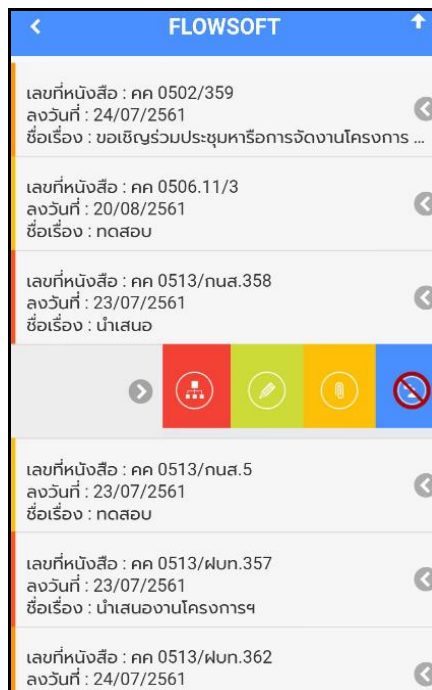 FLOWSOFT
เลขที่หนังสือ : คค 0502/359
ลงวันที่ : 24/07/2561
ชื่อเรื่อง : ขอเชิญร่วมประชุมหารือการจัดงานโครงการ ...
เลขที่หนังสือ : คค 0506.11/3
ลงวันที่ : 20/08/2561
ชื่อเรื่อง : ทดสอบ
เลขที่หนังสือ : คค 0513/กนส.358
ลงวันที่ : 23/07/2561
ชื่อเรื่อง : นำเสนอ
เลขที่หนังสือ : คค 0513/กนส.5
ลงวันที่ : 23/07/2561
ชื่อเรื่อง : ทดสอบ
เลขที่หนังสือ : คค 0513/ฝบท.357
ลงวันที่ : 23/07/2561
ชื่อเรื่อง : นำเสนองานโครงการฯ
เลขที่หนังสือ : คค 0513/ฝบท.362
ลงวันที่ : 24/07/2561